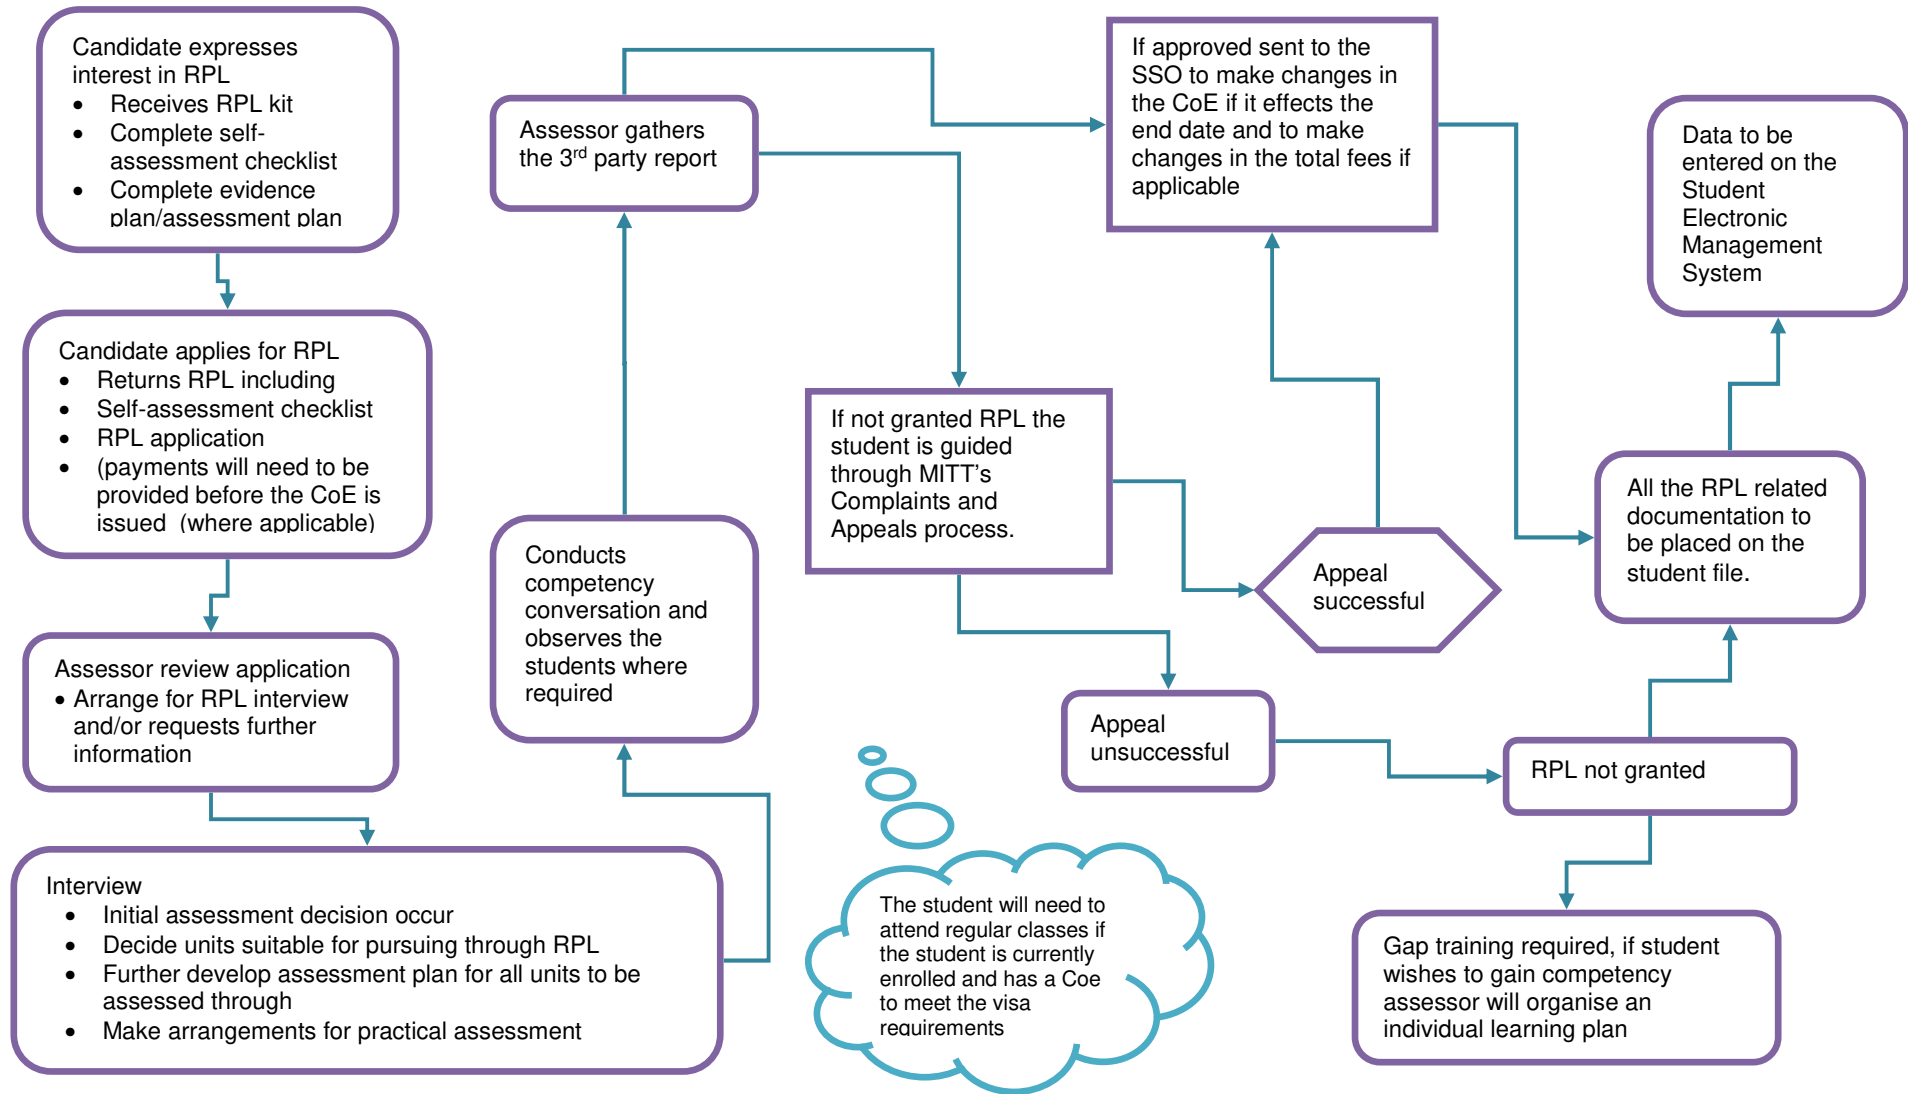 Candidate expresses
interest in RPL
• Receives RPL kit
• Complete self-
assessment checklist
• Complete evidence
plan/assessment plan
Candidate applies for RPL
• Returns RPL including
• Self-assessment checklist
• RPL application
• (payments will need to be
provided before the CoE is
issued (where applicable)
Assessor review application
• Arrange for RPL interview
and/or requests further
information
Interview
• Initial assessment decision occur
• Decide units suitable for pursuing through RPL
• Further develop assessment plan for all units to be
assessed through
• Make arrangements for practical assessment
Conducts
competency
conversation and
observes the
students where
required
Assessor gathers
the 3rd party report
If approved sent to the
SSO to make changes in
the CoE if it effects the
end date and to make
changes in the total fees if
applicable
If not granted RPL the
student is guided
through MITT’s
Complaints and
Appeals process.
Appeal
successful
Appeal
unsuccessful
The student will need to
attend regular classes if
the student is currently
enrolled and has a Coe
to meet the visa
requirements
RPL not granted
Gap training required, if student
wishes to gain competency
assessor will organise an
individual learning plan
All the RPL related
documentation to
be placed on the
student file.
Data to be
entered on the
Student
Electronic
Management
System